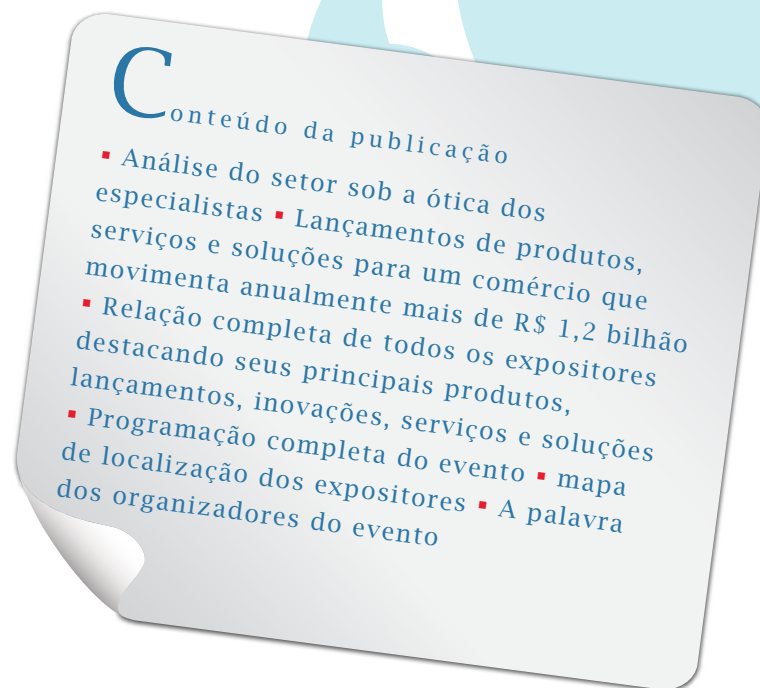 Conteúdo da publicação
▪ Análise do setor sob a ótica dos
especialistas ▪ Lançamentos de produtos,
serviços e soluções para um comércio que
movimenta anualmente mais de R$ 1,2 bilhão
▪ Relação completa de todos os expositores
destacando seus principais produtos,
lançamentos, inovações, serviços e soluções
▪ Programação completa do evento ▪ mapa
de localização dos expositores ▪ A palavra
dos organizadores do evento